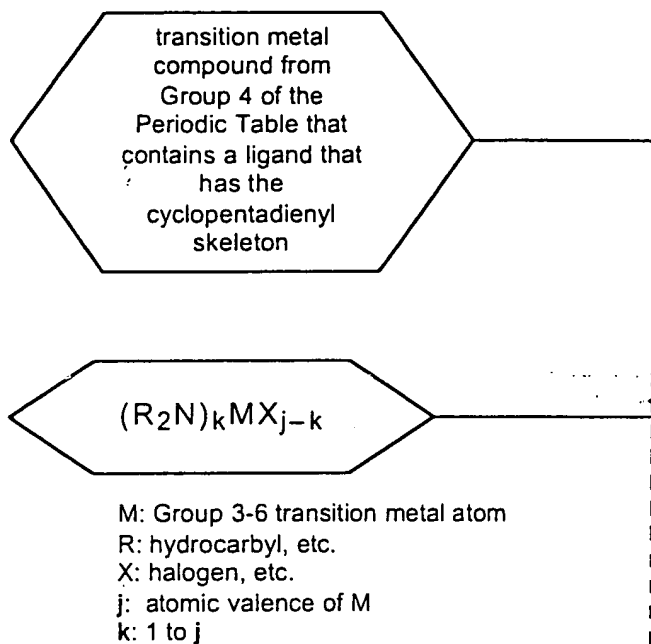 transition metal
compound from
Group 4 of the
Periodic Table that
contains a ligand that
has the
cyclopentadienyl
skeleton
(R₂N)ₖMXⱼ₋ₖ
M: Group 3-6 transition metal atom
R: hydrocarbyl, etc.
X: halogen, etc.
j: atomic valence of M
k: 1 to j